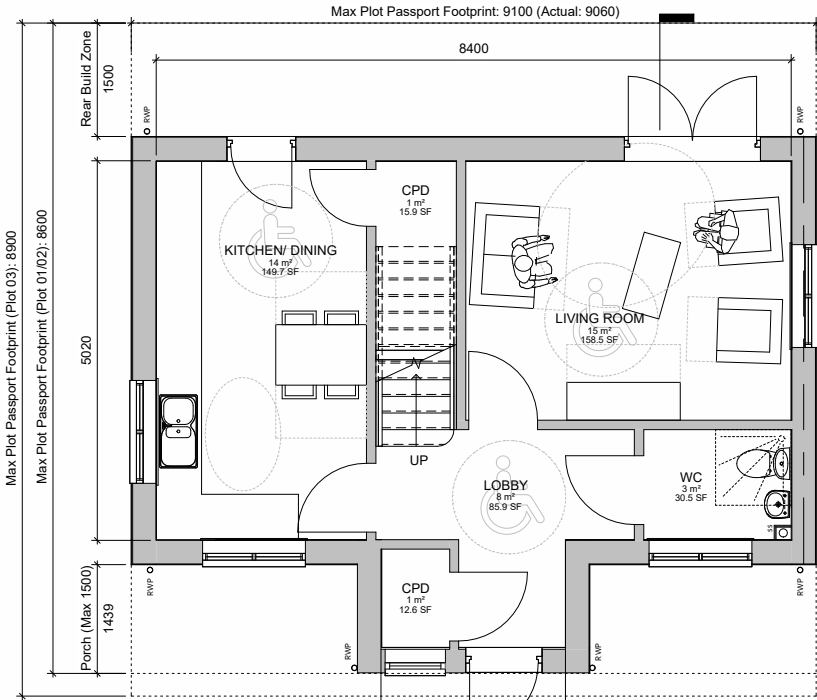 Max Plot Passport Footprint: 9100 (Actual: 9060)
8400
Rear Build Zone
1500
RWP
RWP
Max Plot Passport Footprint (Plot 03): 8900
Max Plot Passport Footprint (Plot 01/02): 8600
5020
CPD
1 m²
15.9 SF
KITCHEN/ DINING
14 m²
149.7 SF
LIVING ROOM
15 m²
158.5 SF
UP
LOBBY
8 m²
85.9 SF
WC
3 m²
30.5 SF
SS
RWP
RWP
Porch (Max 1500)
1439
CPD
1 m²
12.6 SF
RWP
RWP